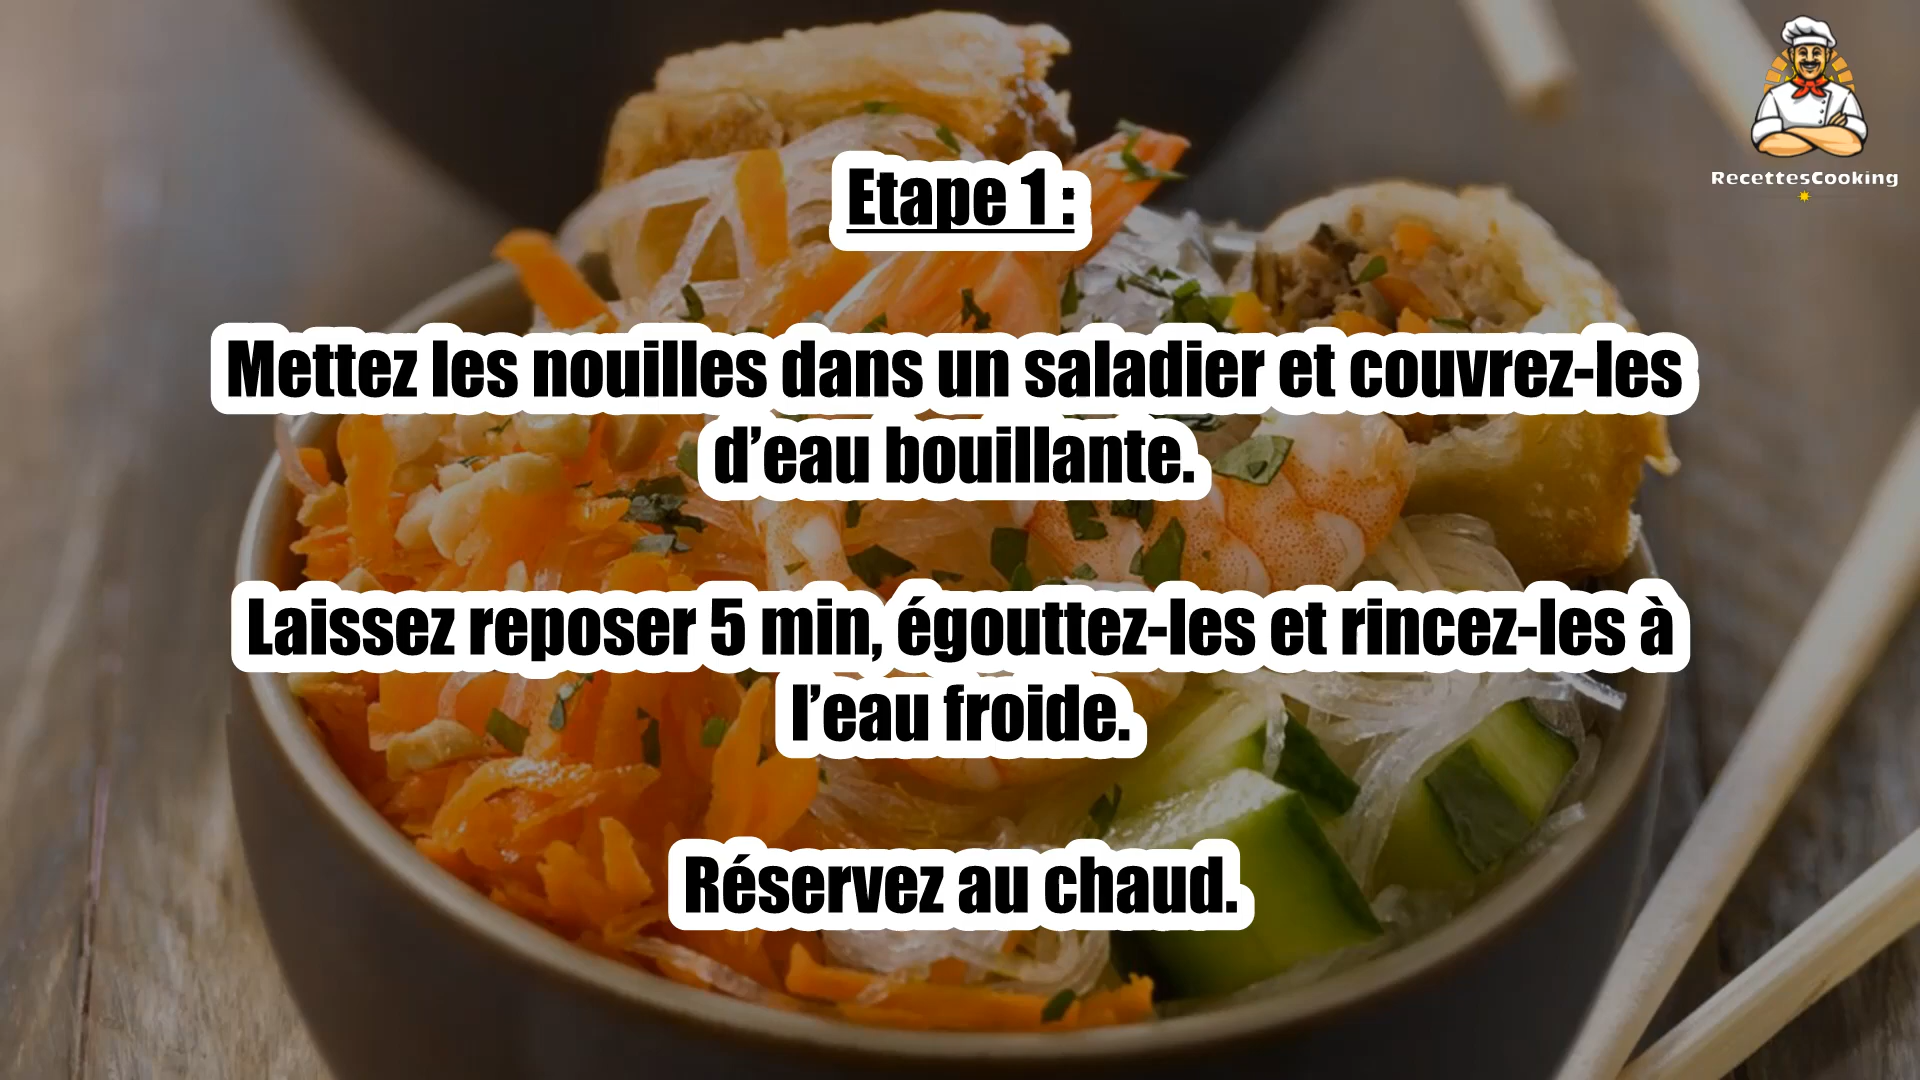 RecettesCooking
Etape 1 :
Mettez les nouilles dans un saladier et couvrez-les
d’eau bouillante.
Laissez reposer 5 min, égouttez-les et rincez-les à
l’eau froide.
Réservez au chaud.